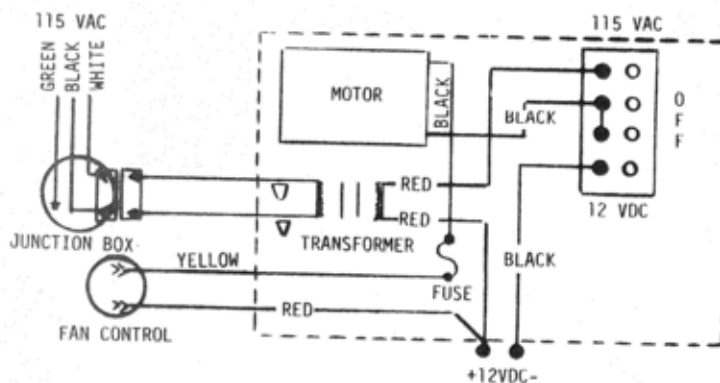 115 VAC
GREEN
BLACK
WHITE
115 VAC
MOTOR
BLACK
BLACK
OFF
RED
RED
12 VDC
JUNCTION BOX
TRANSFORMER
YELLOW
BLACK
FUSE
RED
FAN CONTROL
+12VDC-